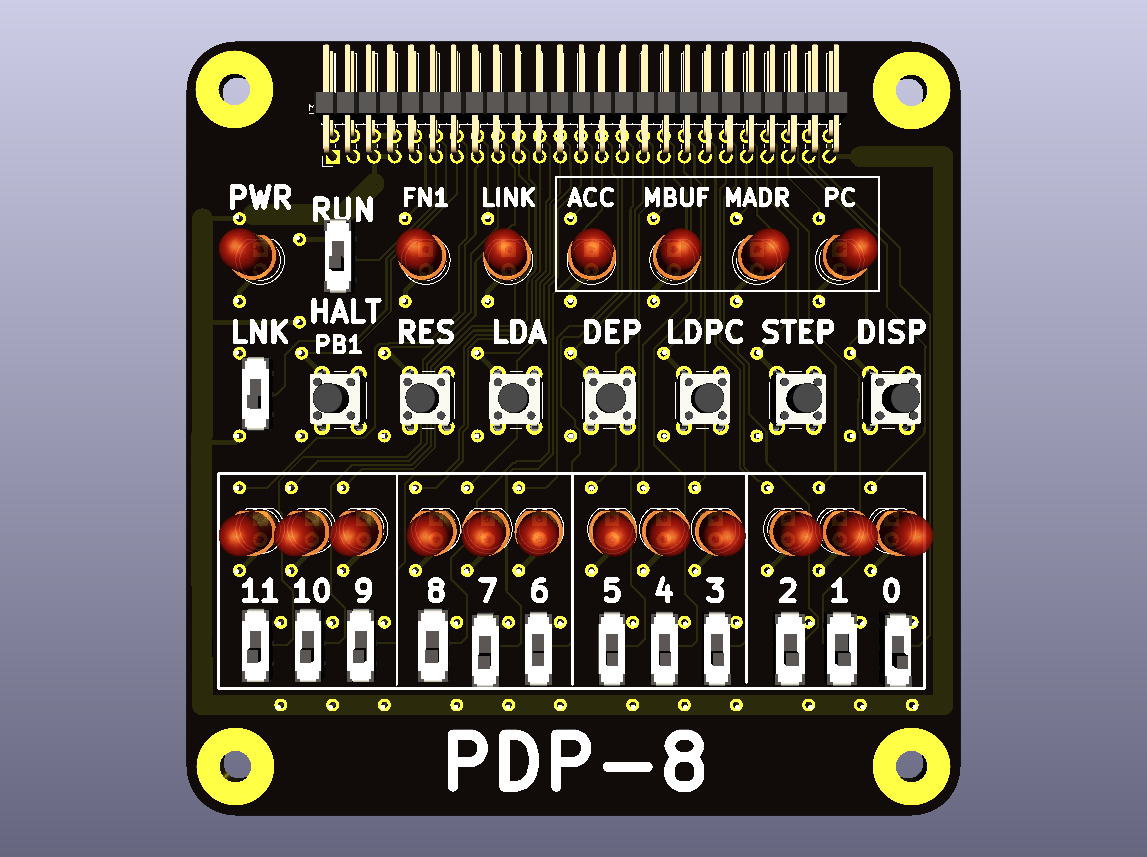 PWR RUN FN1 LINK ACC MBUF MADR PC
HALT
LNK PB1 RES LDA DEP LDPC STEP DISP
11 10 9 8 7 6 5 4 3 2 1 0
PDP-8